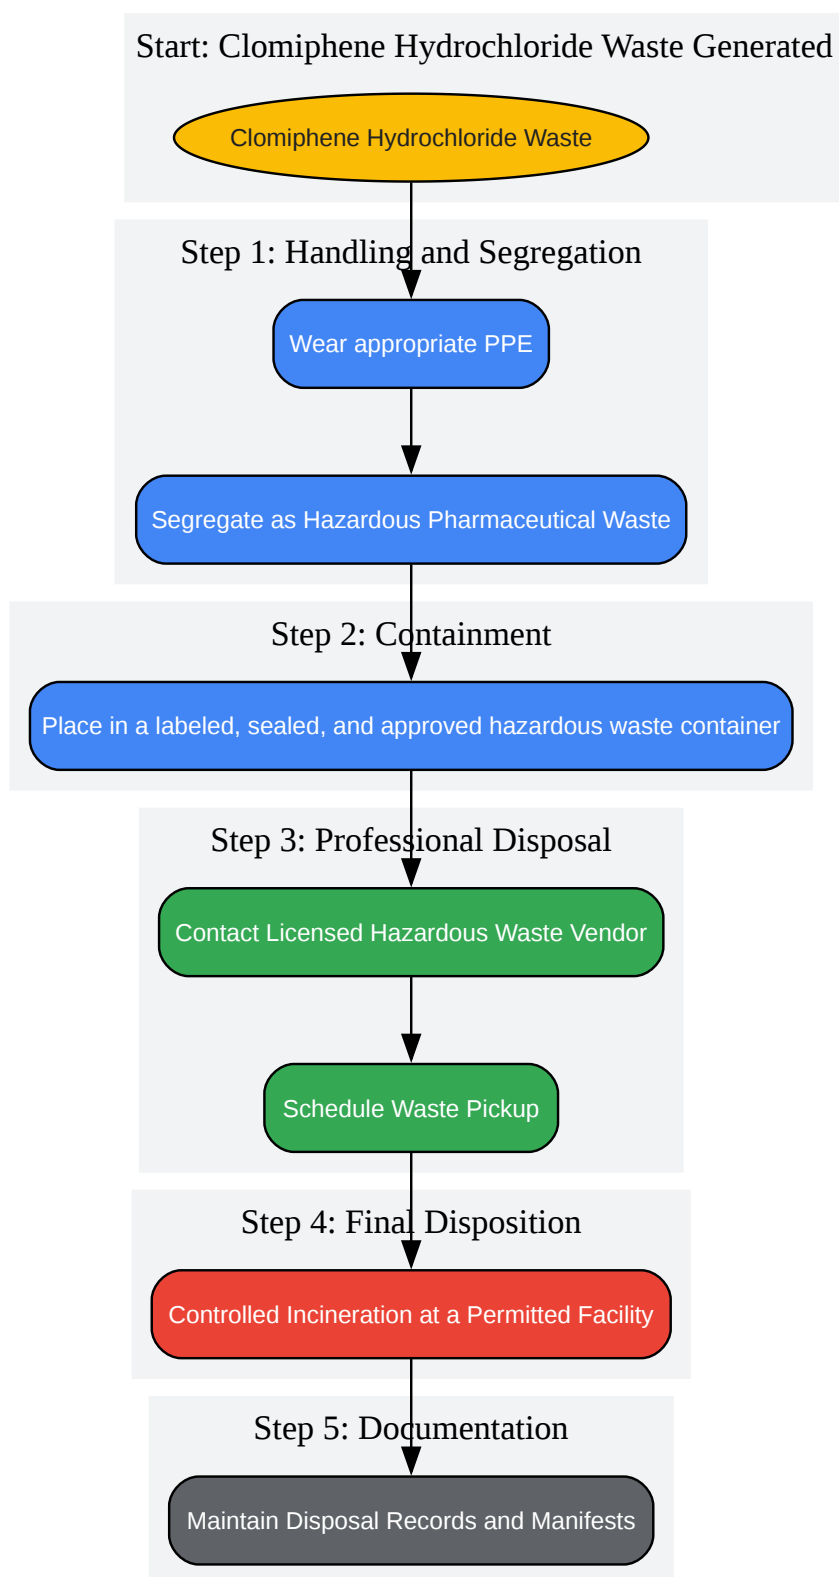 Start: Clomiphene Hydrochloride Waste Generated
Clomiphene Hydrochloride Waste
Step 1: Handling and Segregation
Wear appropriate PPE
Segregate as Hazardous Pharmaceutical Waste
Step 2: Containment
Place in a labeled, sealed, and approved hazardous waste container
Step 3: Professional Disposal
Contact Licensed Hazardous Waste Vendor
Schedule Waste Pickup
Step 4: Final Disposition
Controlled Incineration at a Permitted Facility
Step 5: Documentation
Maintain Disposal Records and Manifests